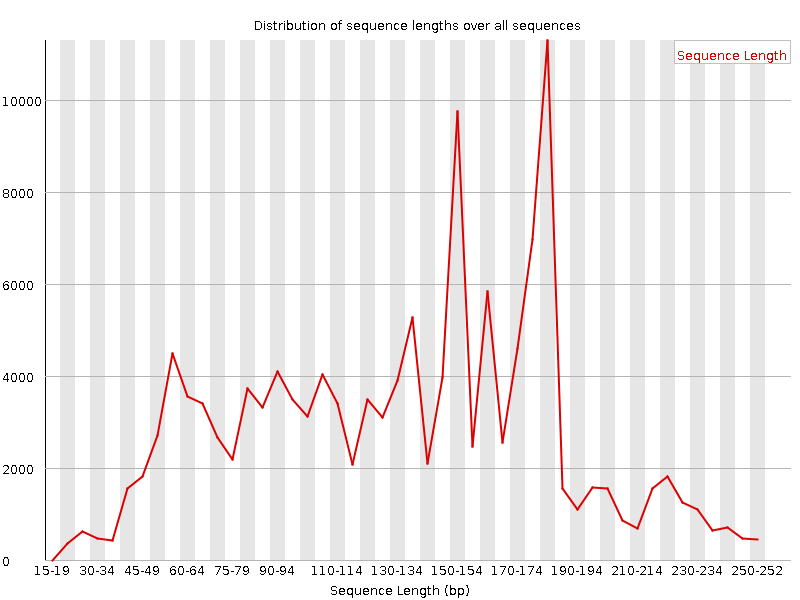 Distribution of sequence lengths over all sequences
Sequence Length
10000
8000
6000
4000
2000
0
15-19 30-34 45-49 60-64 75-79 90-94 110-114 130-134 150-154 170-174 190-194 210-214 230-234 250-252
Sequence Length (bp)